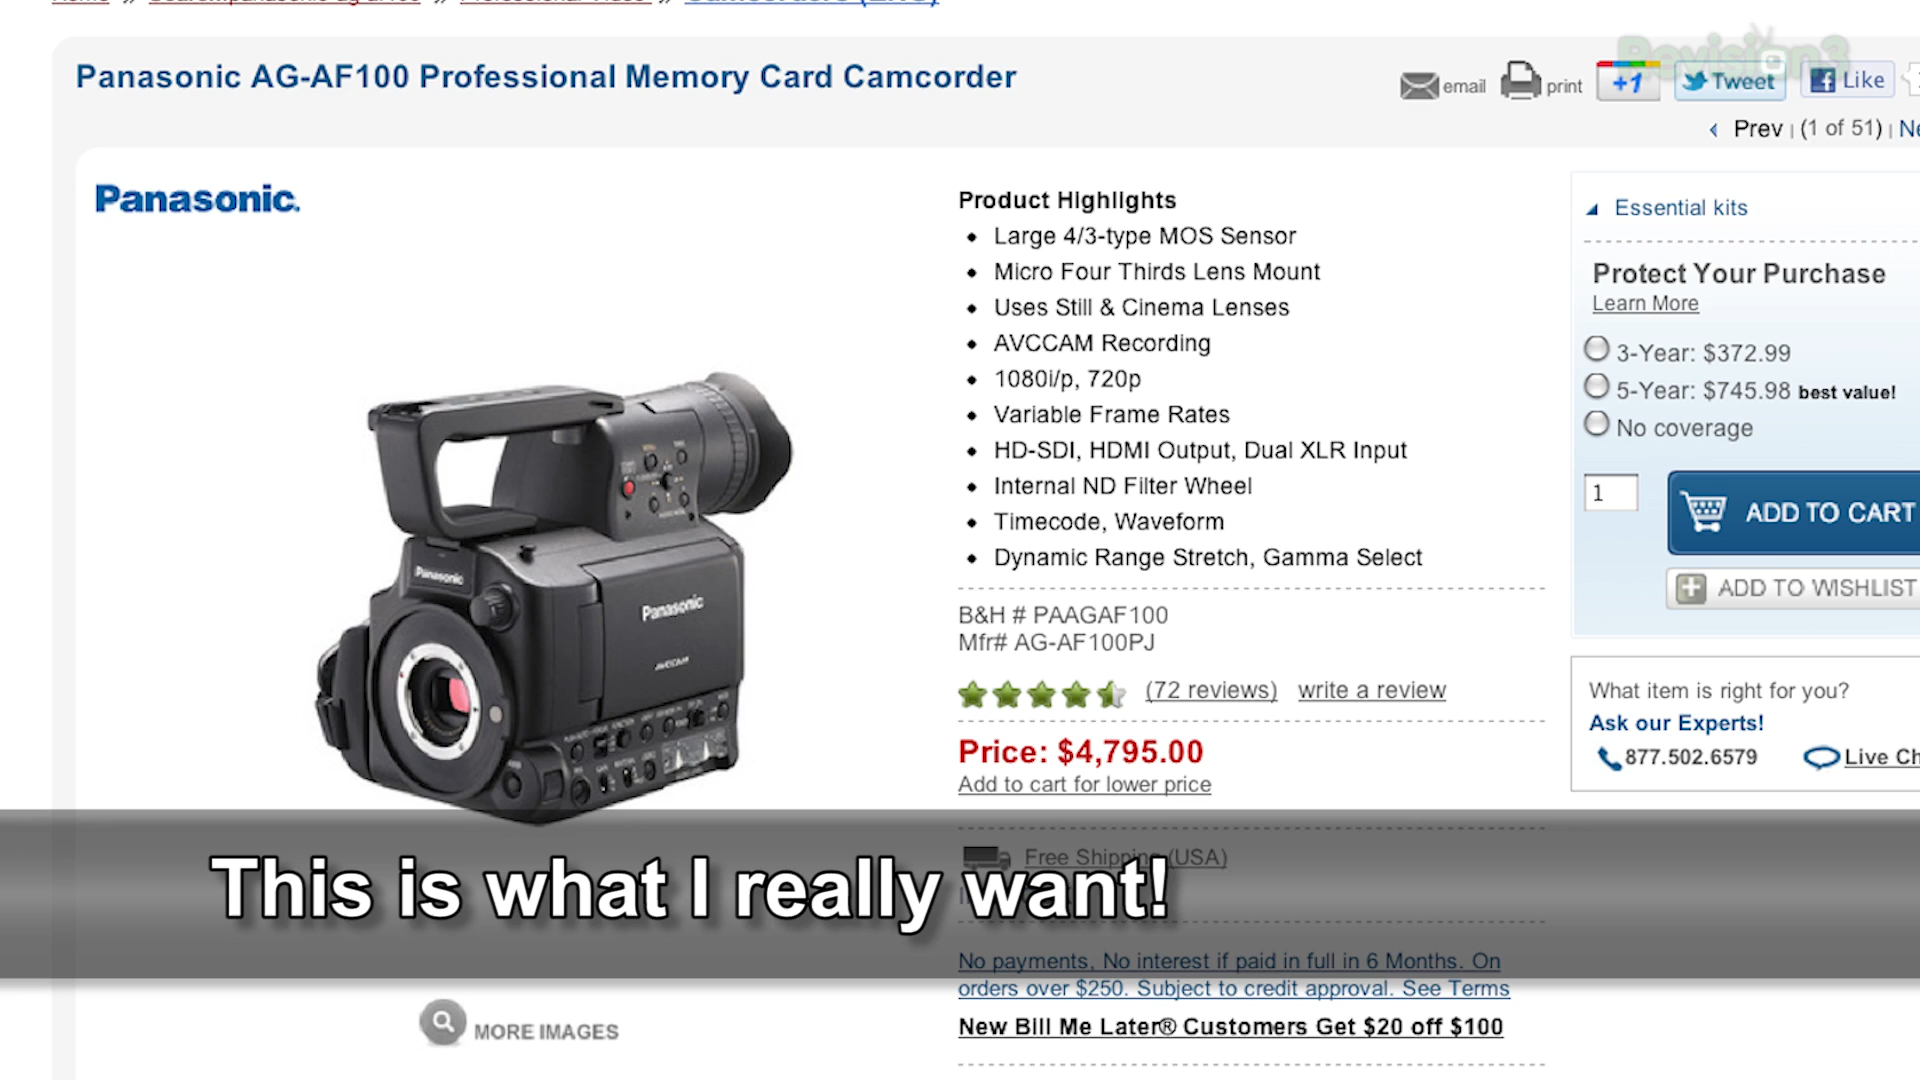 Camcorders (ENG)
Revision3
Panasonic AG-AF100 Professional Memory Card Camcorder
email print +1 Tweet Like
Prev | (1 of 51) |
Panasonic
Product Highlights
Large 4/3-type MOS Sensor
Micro Four Thirds Lens Mount
Uses Still & Cinema Lenses
AVCCAM Recording
1080i/p, 720p
Variable Frame Rates
HD-SDI, HDMI Output, Dual XLR Input
Internal ND Filter Wheel
Timecode, Waveform
Dynamic Range Stretch, Gamma Select
B&H # PAAGAF100
Mfr# AG-AF100PJ
(72 reviews) write a review
Price: $4,795.00
Add to cart for lower price
Free Shipping (USA)
No payments, No interest if paid in full in 6 Months. On
orders over $250. Subject to credit approval. See Terms
New Bill Me Later® Customers Get $20 off $100
Essential kits
Protect Your Purchase
Learn More
3-Year: $372.99
5-Year: $745.98 best value!
No coverage
1
ADD TO CART
ADD TO WISHLIST
What item is right for you?
Ask our Experts!
877.502.6579 Live Ch
Panasonic
Panasonic
AVCCAM
This is what I really want!
MORE IMAGES